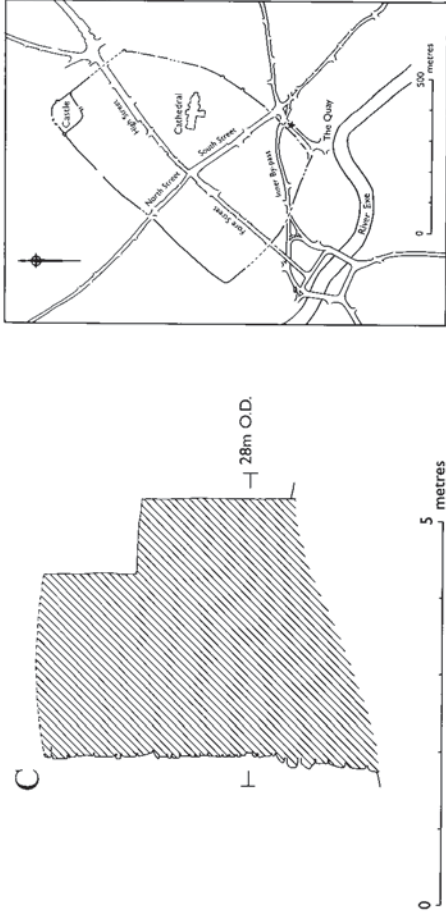 C
28m O.D.
0 5
metres
Castle
High Street
Cathedral
North Street
South Street
Fore Street
Inner By-pass
The Quay
River Exe
0 500
metres